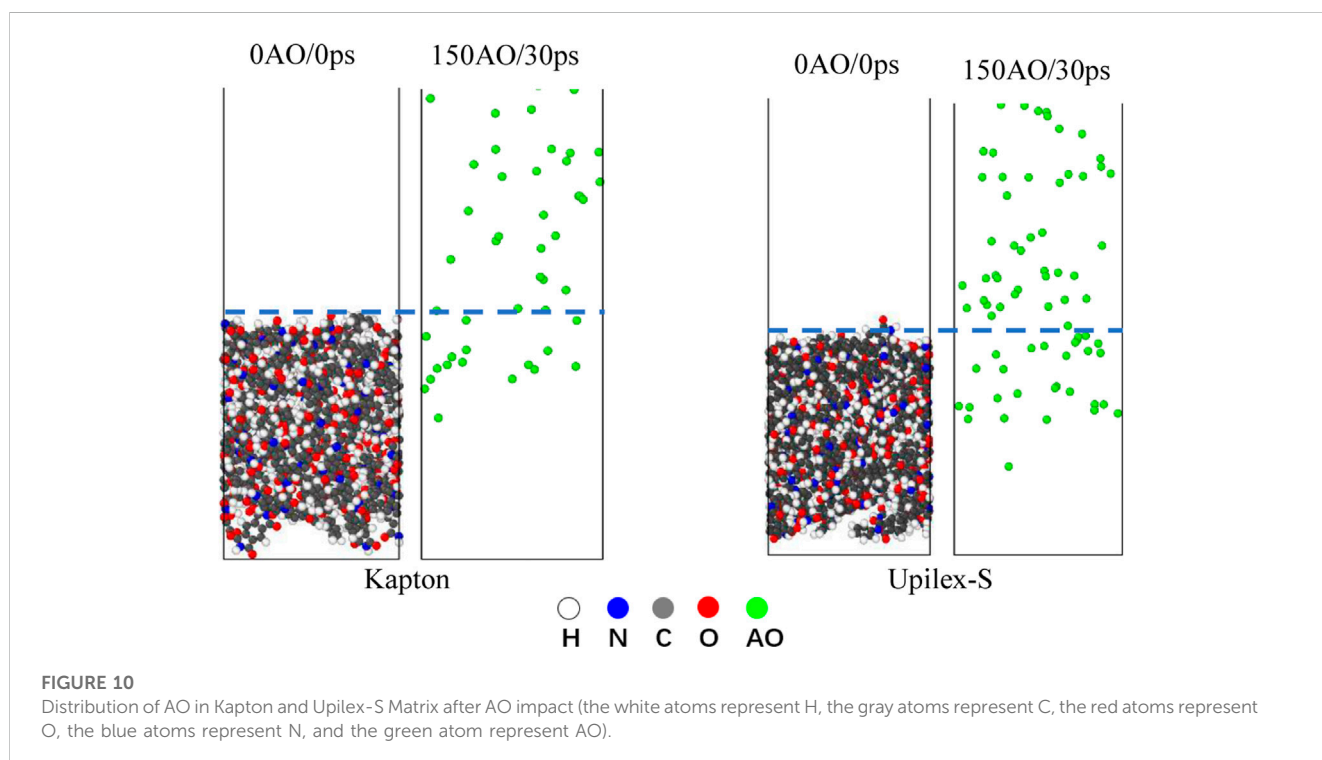 0AO/0ps
150AO/30ps
0AO/0ps
150AO/30ps
Kapton
Upilex-S
H N C O AO
FIGURE 10
Distribution of AO in Kapton and Upilex-S Matrix after AO impact (the white atoms represent H, the gray atoms represent C, the red atoms represent
O, the blue atoms represent N, and the green atom represent AO).